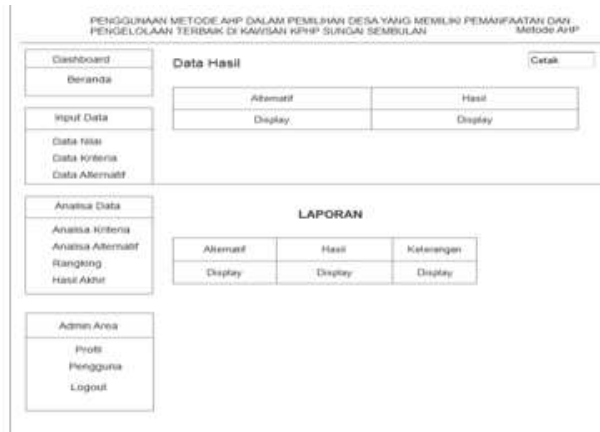 PENGGUNAAN METODE AHP DALAM PEMILIHAN DESA YANG MEMILIKI PEMANFAATAN DAN
PENGELOLAAN TERBAIK DI KAWSAN KPHP SUNGAI SEMBULAN
Metode AHP
Dashboard
Beranda
Input Data
Data Nilai
Data Kriteria
Data Alternatif
Analisa Data
Analisa Kriteria
Analisa Alternatif
Rangking
Hasil Akhir
Admin Area
Profil
Pengguna
Logout
Data Hasil
Cetak
Alternatif Hasil
Display Display
LAPORAN
Alternatif Hasil Keterangan
Display Display Display